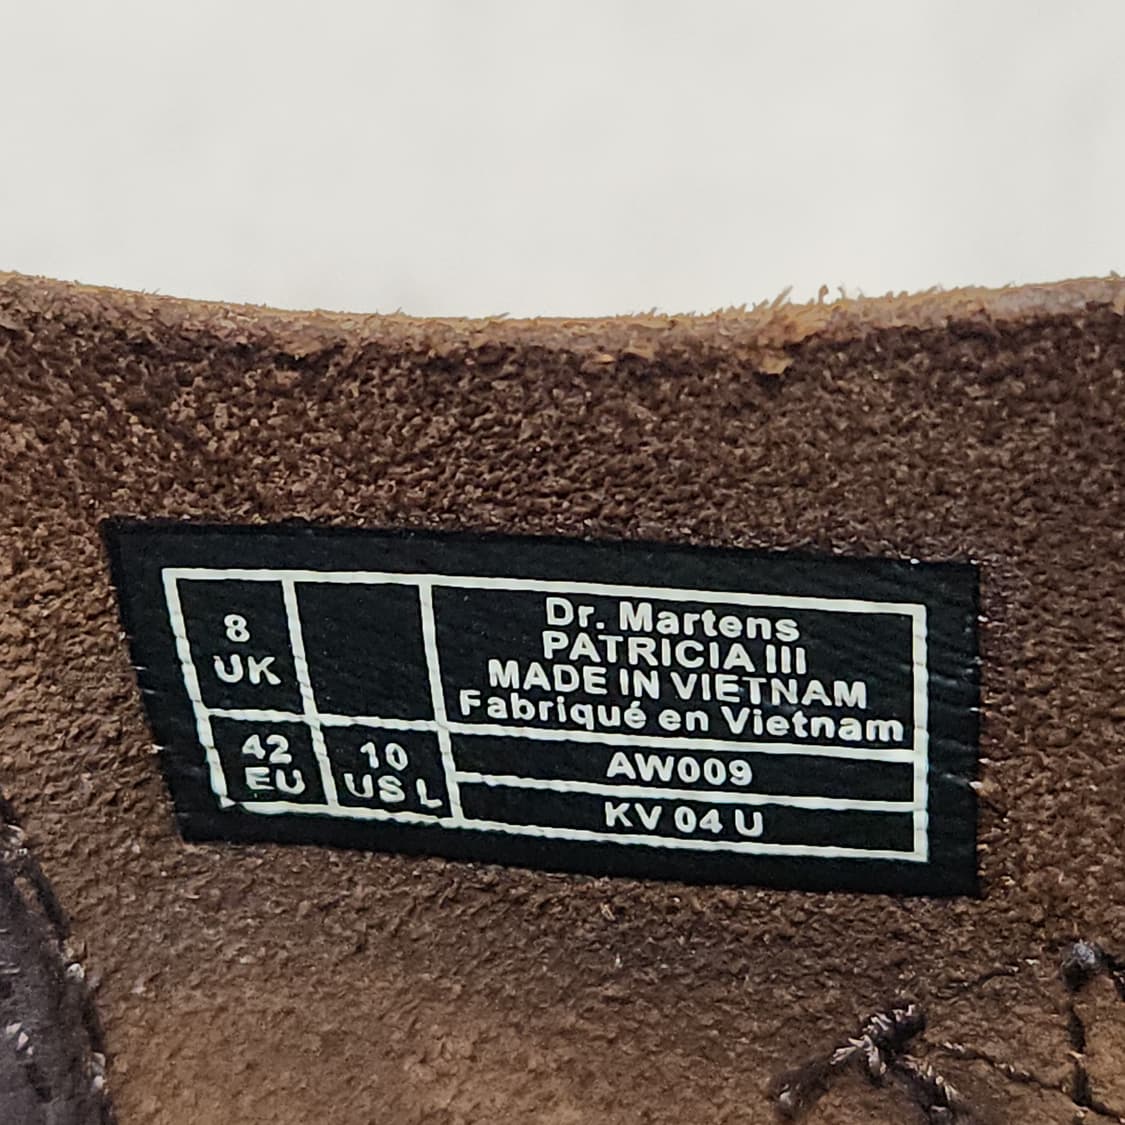 8
UK
42
EU
10
US L
Dr. Martens
PATRICIA III
MADE IN VIETNAM
Fabriqué en Vietnam
AW009
KV 04 U